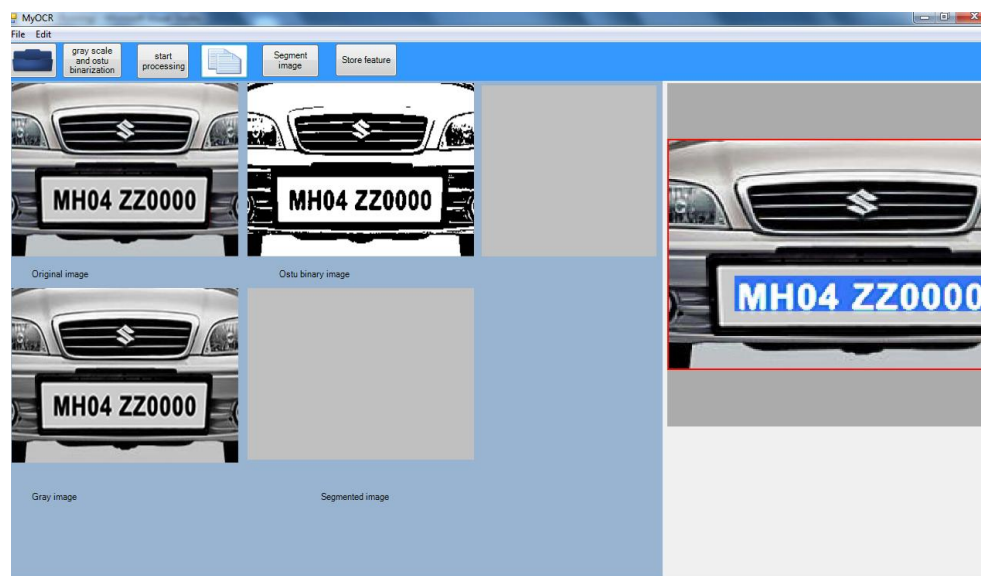 MyOCR
File Edit
gray scale
and ostu
binarization
start
processing
Segment
image
Store feature
MH04 ZZ0000
MH04 ZZ0000
Original image
Ostu binary image
MH04 ZZ0000
MH04 ZZ0000
Gray image
Segmented image